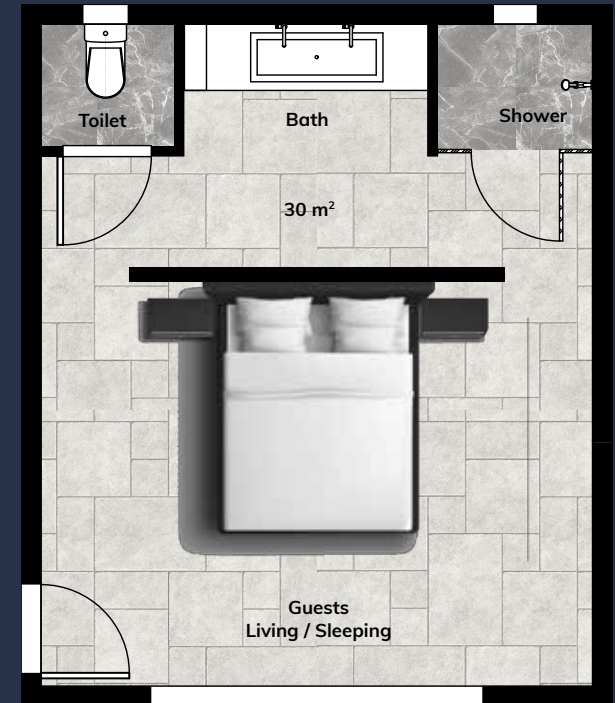 Toilet
Bath
Shower
30 m²
Guests
Living / Sleeping